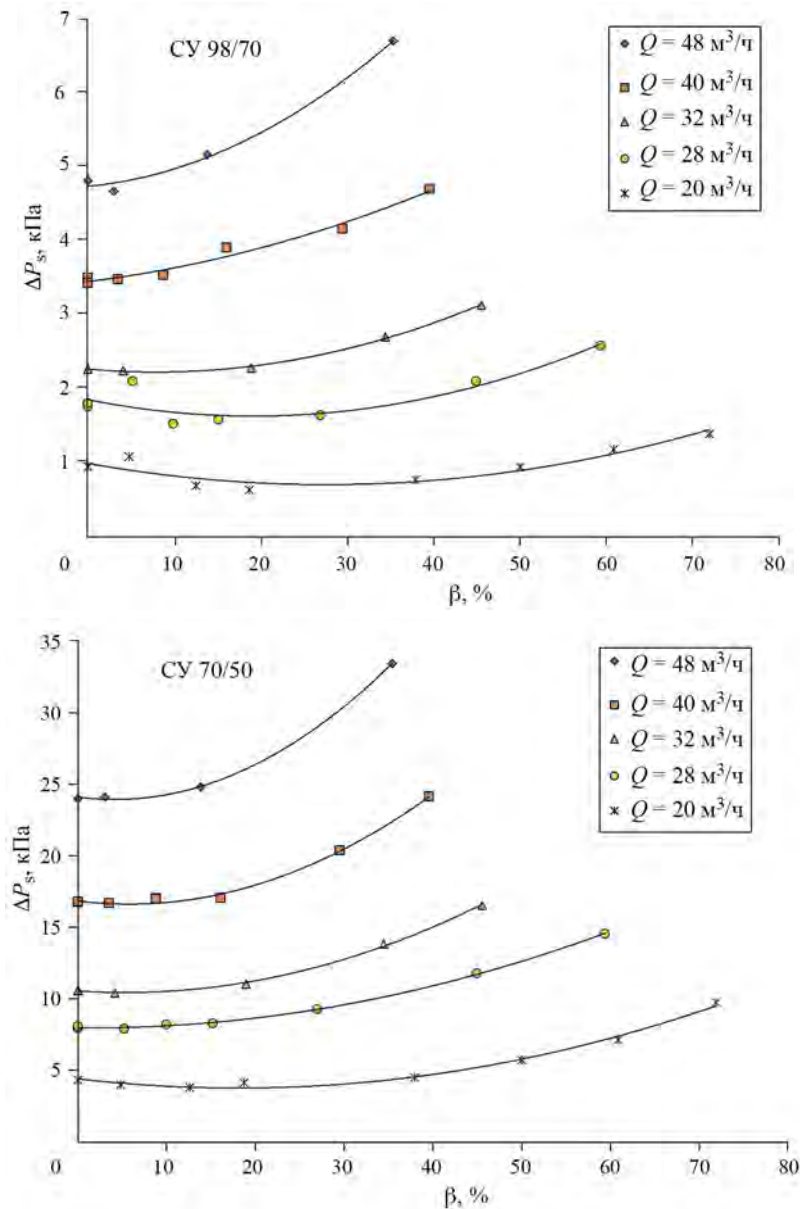 7
СУ 98/70
Q = 48 м³/ч
6
Q = 40 м³/ч
Q = 32 м³/ч
5
Q = 28 м³/ч
Q = 20 м³/ч
4
ΔPs, кПа
3
2
1
0 10 20 30 40 50 60 70 80
β, %
35
СУ 70/50
Q = 48 м³/ч
30
Q = 40 м³/ч
Q = 32 м³/ч
25
Q = 28 м³/ч
Q = 20 м³/ч
20
ΔPs, кПа
15
10
5
0 10 20 30 40 50 60 70 80
β, %